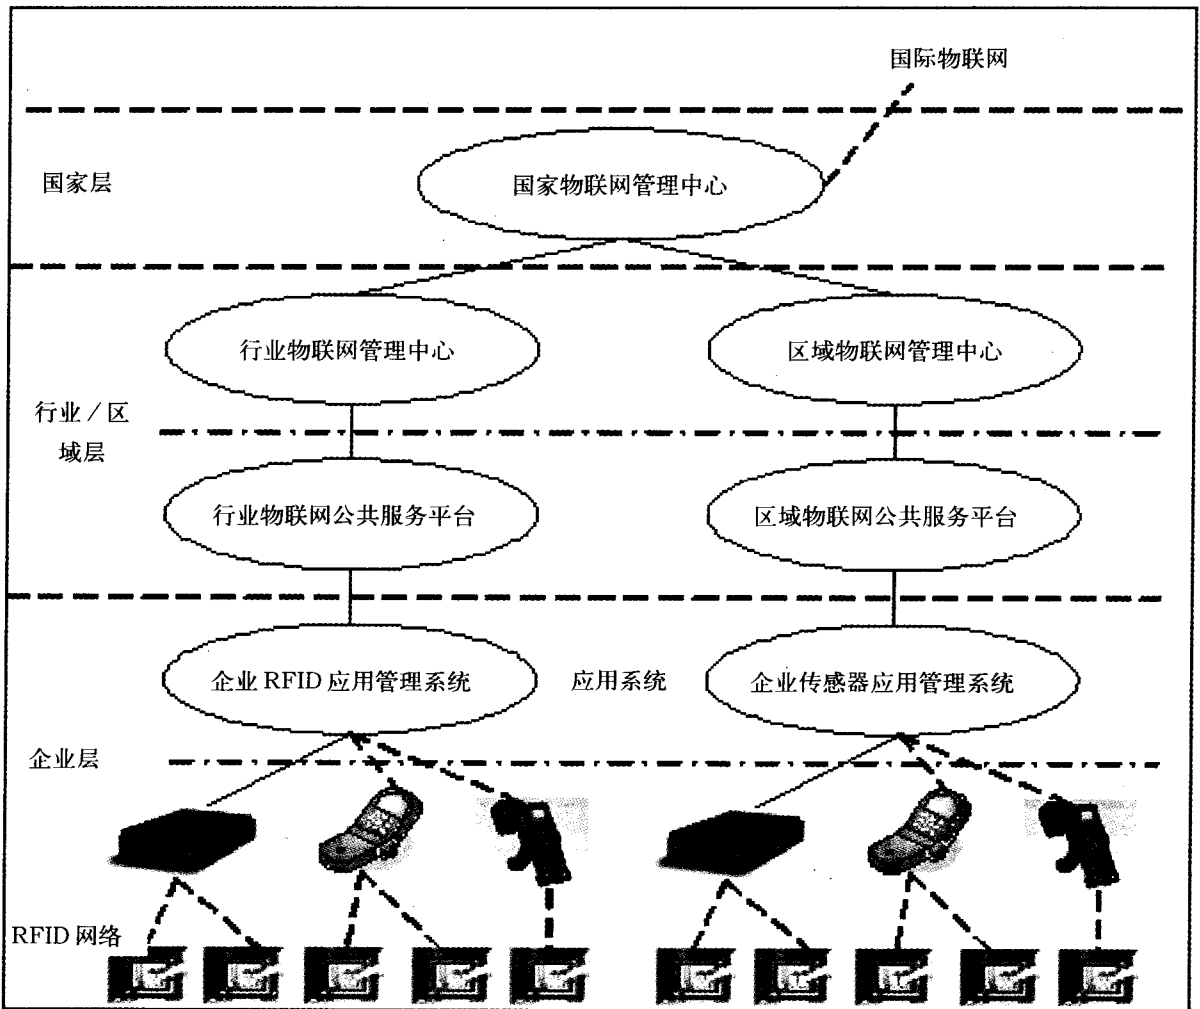 国际物联网
国家层
国家物联网管理中心
行业物联网管理中心
区域物联网管理中心
行业／区
域层
行业物联网公共服务平台
区域物联网公共服务平台
企业 RFID 应用管理系统
应用系统
企业传感器应用管理系统
企业层
RFID 网络